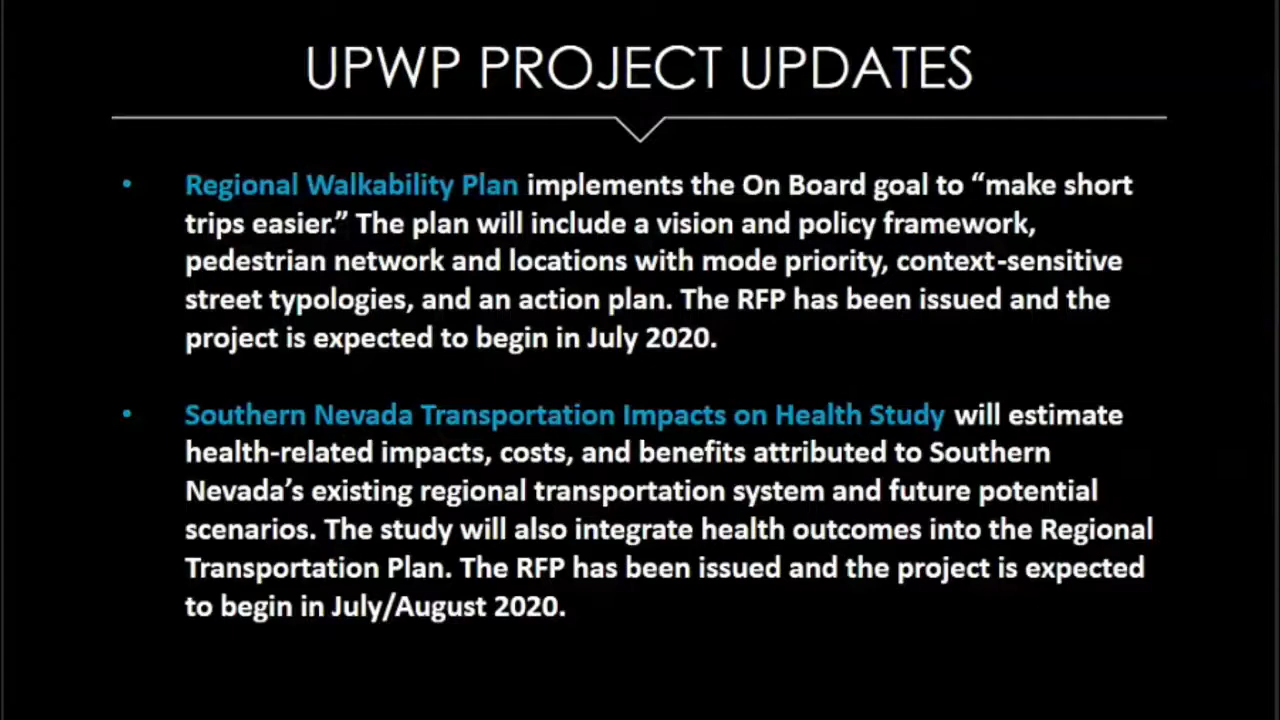 UPWP PROJECT UPDATES
• Regional Walkability Plan implements the On Board goal to “make short
trips easier.” The plan will include a vision and policy framework,
pedestrian network and locations with mode priority, context-sensitive
street typologies, and an action plan. The RFP has been issued and the
project is expected to begin in July 2020.
• Southern Nevada Transportation Impacts on Health Study will estimate
health-related impacts, costs, and benefits attributed to Southern
Nevada’s existing regional transportation system and future potential
scenarios. The study will also integrate health outcomes into the Regional
Transportation Plan. The RFP has been issued and the project is expected
to begin in July/August 2020.